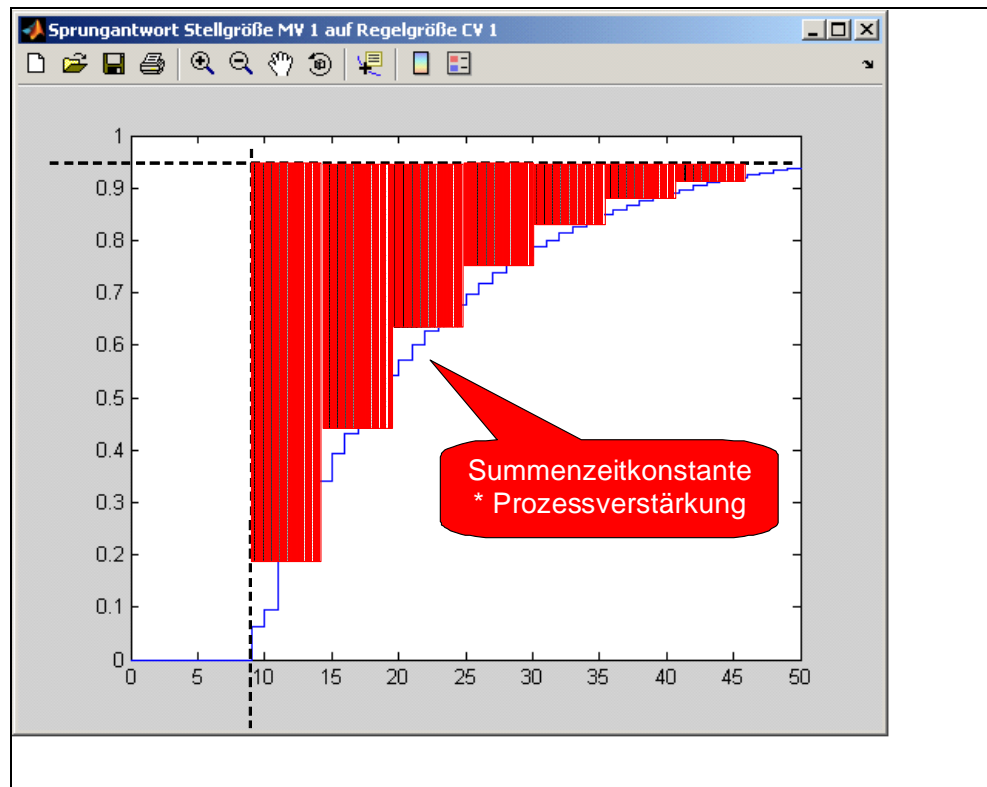 Sprungantwort Stellgröße MV 1 auf Regelgröße CV 1
1
0.9
0.8
0.7
0.6
0.5
0.4
0.3
0.2
0.1
0
0 5 10 15 20 25 30 35 40 45 50
Summenzeitkonstante
* Prozessverstärkung